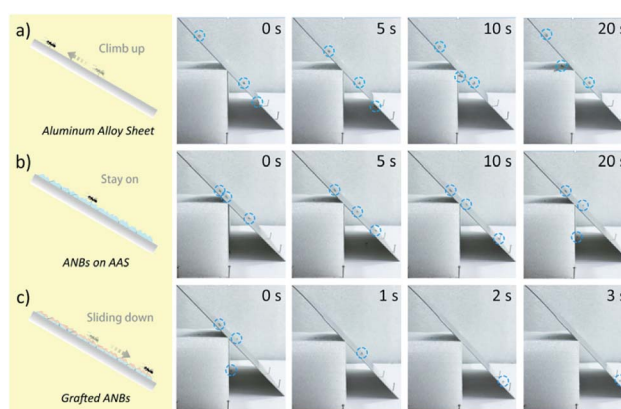 a)
Climb up
Aluminum Alloy Sheet
0 s
5 s
10 s
20 s
b)
Stay on
ANBs on AAS
0 s
5 s
10 s
20 s
c)
Sliding down
Grafted ANBs
0 s
1 s
2 s
3 s